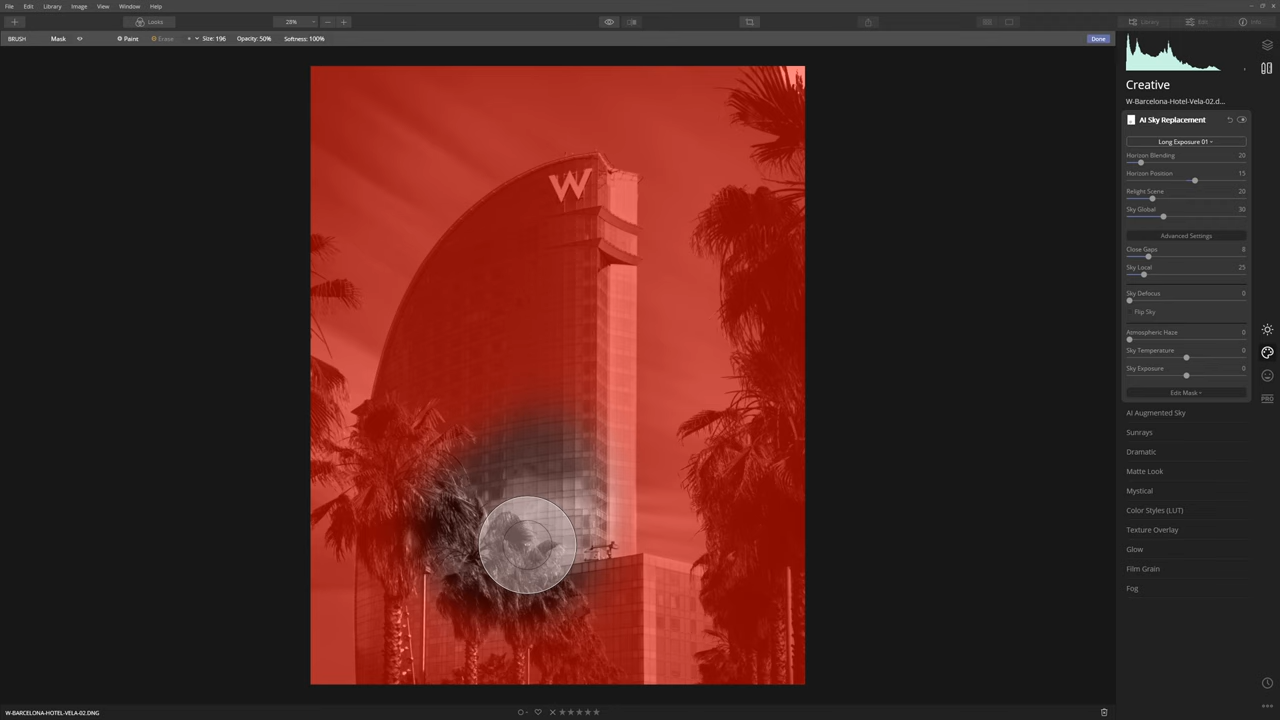 File Edit Library Image View Window Help
Looks 28% Library Edit Info
BRUSH Mask Paint Erase Size: 196 Opacity: 50% Softness: 100% Done
Creative
W-Barcelona-Hotel-Vela-02.d...
AI Sky Replacement
Long Exposure 01
Horizon Blending 20
Horizon Position 15
Relight Scene 20
Sky Global 30
Advanced Settings
Close Gaps 8
Sky Local 25
Sky Defocus 0
Flip Sky
Atmospheric Haze 0
Sky Temperature 0
Sky Exposure 0
Edit Mask
AI Augmented Sky
Sunrays
Dramatic
Matte Look
Mystical
Color Styles (LUT)
Texture Overlay
Glow
Film Grain
Fog
PRO
W
W-BARCELONA-HOTEL-VELA-02.DNG